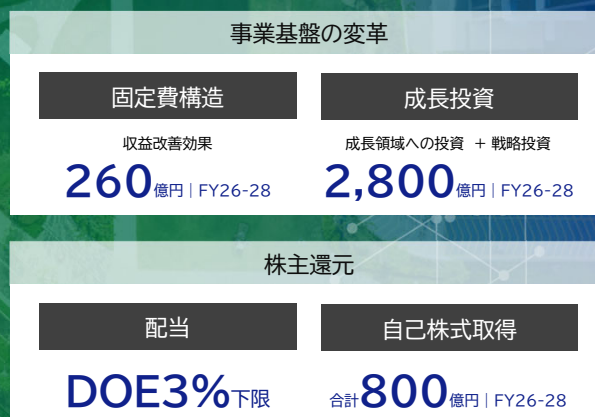 事業基盤の変革
固定費構造
成長投資
収益改善効果
成長領域への投資 + 戦略投資
260億円|FY26-28
2,800億円|FY26-28
株主還元
配当
自己株式取得
DOE3%下限
合計800億円|FY26-28